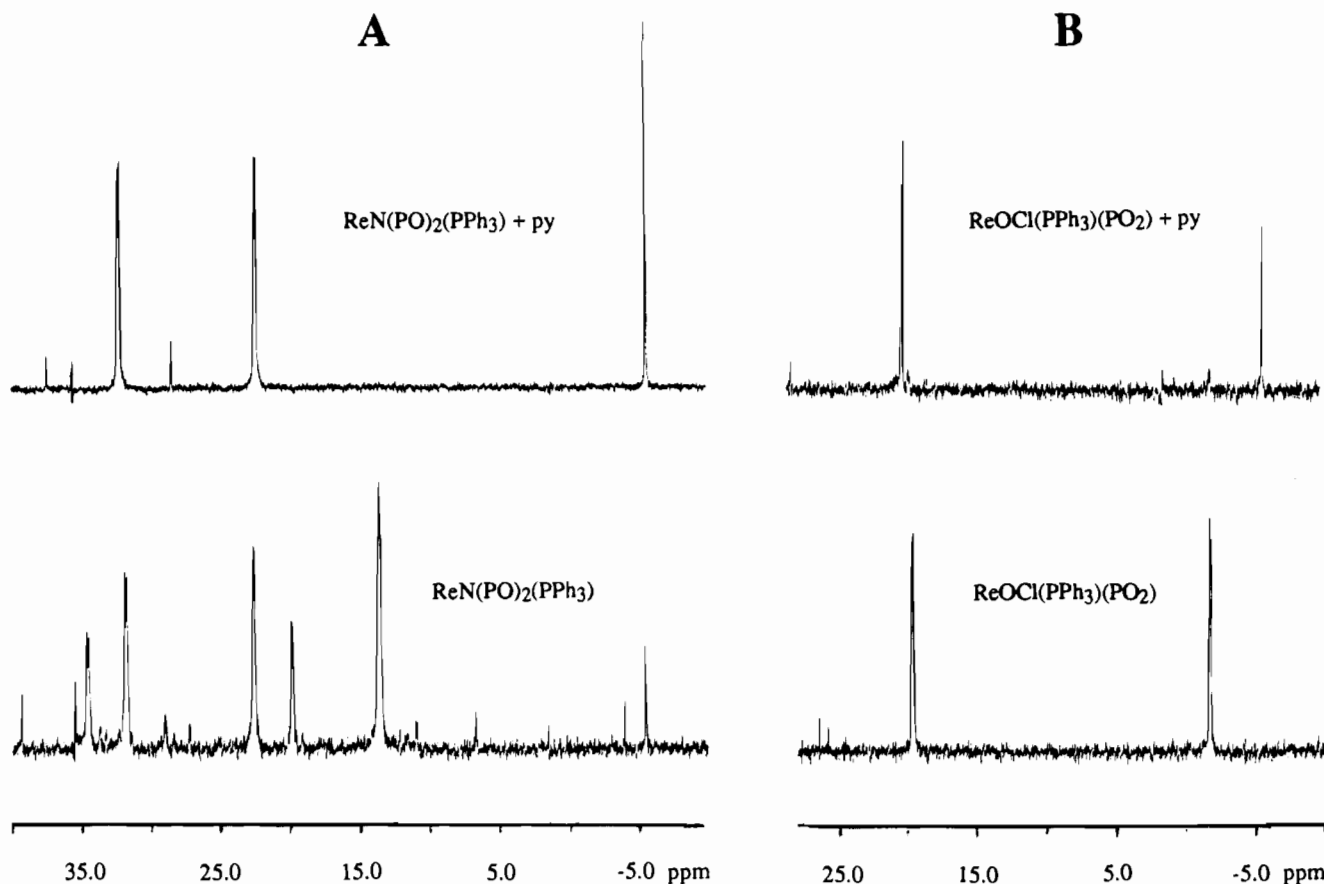 A
B
ReN(PO)₂(PPh₃) + py
ReOCl(PPh₃)(PO₂) + py
ReN(PO)₂(PPh₃)
ReOCl(PPh₃)(PO₂)
35.0 25.0 15.0 5.0 -5.0 ppm
25.0 15.0 5.0 -5.0 ppm